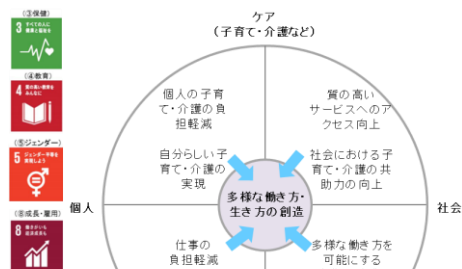 (③保健)
3 すべての人に
健康と福祉を
(④教育)
4 質の高い教育を
みんなに
(⑤ジェンダー)
5 ジェンダー平等を
実現しよう
(⑧成長・雇用)
8 働きがいも
経済成長も
ケア
(子育て・介護など)
個人の子育
て・介護の負
担軽減
質の高い
サービスへのア
クセス向上
自分らしい子
育て・介護の
実現
社会における子
育て・介護の共
助力の向上
個人
多様な働き方・
生き方の創造
社会
仕事の
負担軽減
多様な働き方を
可能にする